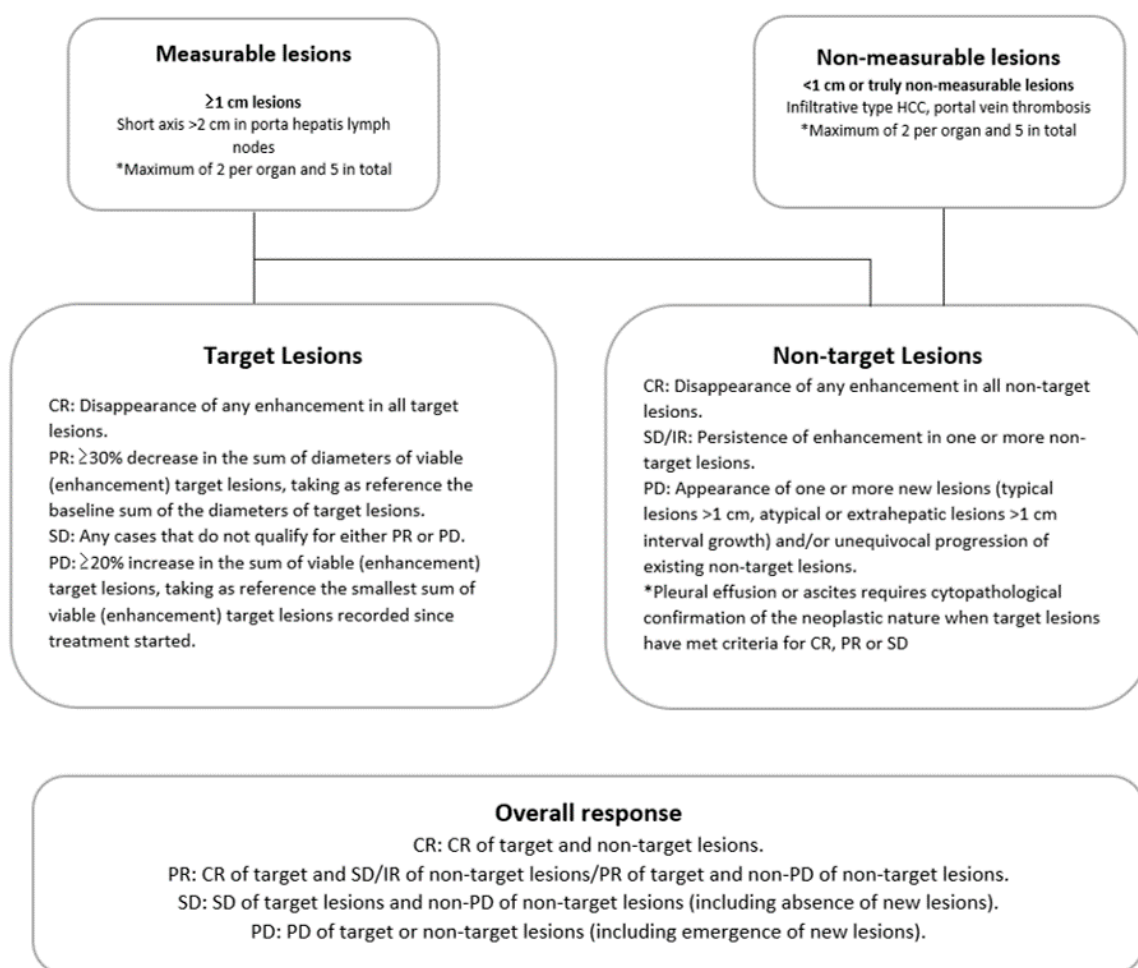 Measurable lesions
≥1 cm lesions
Short axis >2 cm in porta hepatis lymph
nodes
*Maximum of 2 per organ and 5 in total
Non-measurable lesions
<1 cm or truly non-measurable lesions
Infiltrative type HCC, portal vein thrombosis
*Maximum of 2 per organ and 5 in total
Target Lesions
CR: Disappearance of any enhancement in all target
lesions.
PR: ≥30% decrease in the sum of diameters of viable
(enhancement) target lesions, taking as reference the
baseline sum of the diameters of target lesions.
SD: Any cases that do not qualify for either PR or PD.
PD: ≥20% increase in the sum of viable (enhancement)
target lesions, taking as reference the smallest sum of
viable (enhancement) target lesions recorded since
treatment started.
Non-target Lesions
CR: Disappearance of any enhancement in all non-target
lesions.
SD/IR: Persistence of enhancement in one or more non-
target lesions.
PD: Appearance of one or more new lesions (typical
lesions >1 cm, atypical or extrahepatic lesions >1 cm
interval growth) and/or unequivocal progression of
existing non-target lesions.
*Pleural effusion or ascites requires cytopathological
confirmation of the neoplastic nature when target lesions
have met criteria for CR, PR or SD
Overall response
CR: CR of target and non-target lesions.
PR: CR of target and SD/IR of non-target lesions/PR of target and non-PD of non-target lesions.
SD: SD of target lesions and non-PD of non-target lesions (including absence of new lesions).
PD: PD of target or non-target lesions (including emergence of new lesions).